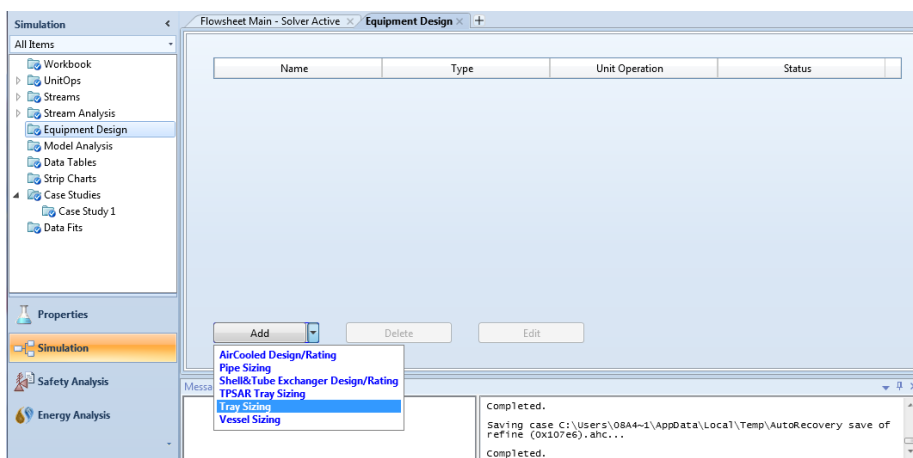 Simulation
All Items
Workbook
UnitOps
Streams
Stream Analysis
Equipment Design
Model Analysis
Data Tables
Strip Charts
Case Studies
Case Study 1
Data Fits
Properties
Simulation
Safety Analysis
Energy Analysis
Flowsheet Main - Solver Active Equipment Design +
Name Type Unit Operation Status
Add Delete Edit
AirCooled Design/Rating
Pipe Sizing
Shell&Tube Exchanger Design/Rating
TPSAR Tray Sizing
Tray Sizing
Vessel Sizing
Completed.
Saving case C:\Users\08A4~1\AppData\Local\Temp\AutoRecovery save of
refine (0x107e6).ahc...
Completed.